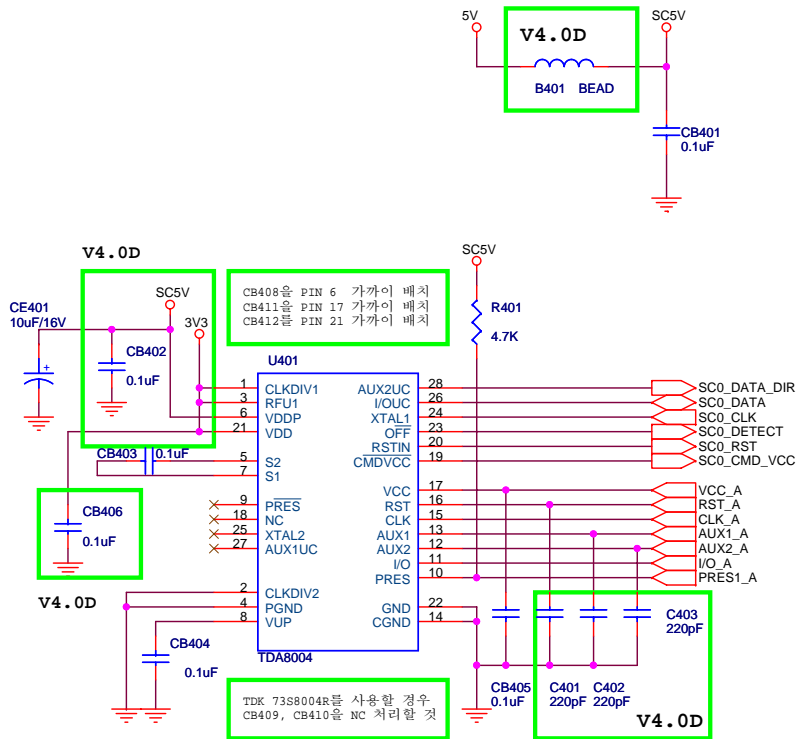 5V
SC5V
V4.0D
B401 BEAD
CB401
0.1uF
V4.0D
SC5V
CE401
10uF/16V
SC5V
3V3
CB402
0.1uF
CB408을 PIN 6 가까이 배치
CB411을 PIN 17 가까이 배치
CB412를 PIN 21 가까이 배치
R401
4.7K
U401
1 CLKDIV1
3 RFU1
6 VDDP
21 VDD
CB403 0.1uF
5 S2
7 S1
9 PRES
18 NC
25 XTAL2
27 AUX1UC
CB406
0.1uF
V4.0D
2 CLKDIV2
4 PGND
8 VUP
CB404
0.1uF
AUX2UC 28 SC0_DATA_DIR
I/OUC 26 SC0_DATA
XTAL1 24 SC0_CLK
OFF 23 SC0_DETECT
RSTIN 20 SC0_RST
CMDVCC 19 SC0_CMD_VCC
VCC 17 VCC_A
RST 16 RST_A
CLK 15 CLK_A
AUX1 13 AUX1_A
AUX2 12 AUX2_A
I/O 11 I/O_A
PRES 10 PRES1_A
GND 22
CGND 14
TDA8004
C403
220pF
CB405
0.1uF
C401
220pF
C402
220pF
V4.0D
TDK 73S8004R를 사용할 경우
CB409, CB410을 NC 처리할 것